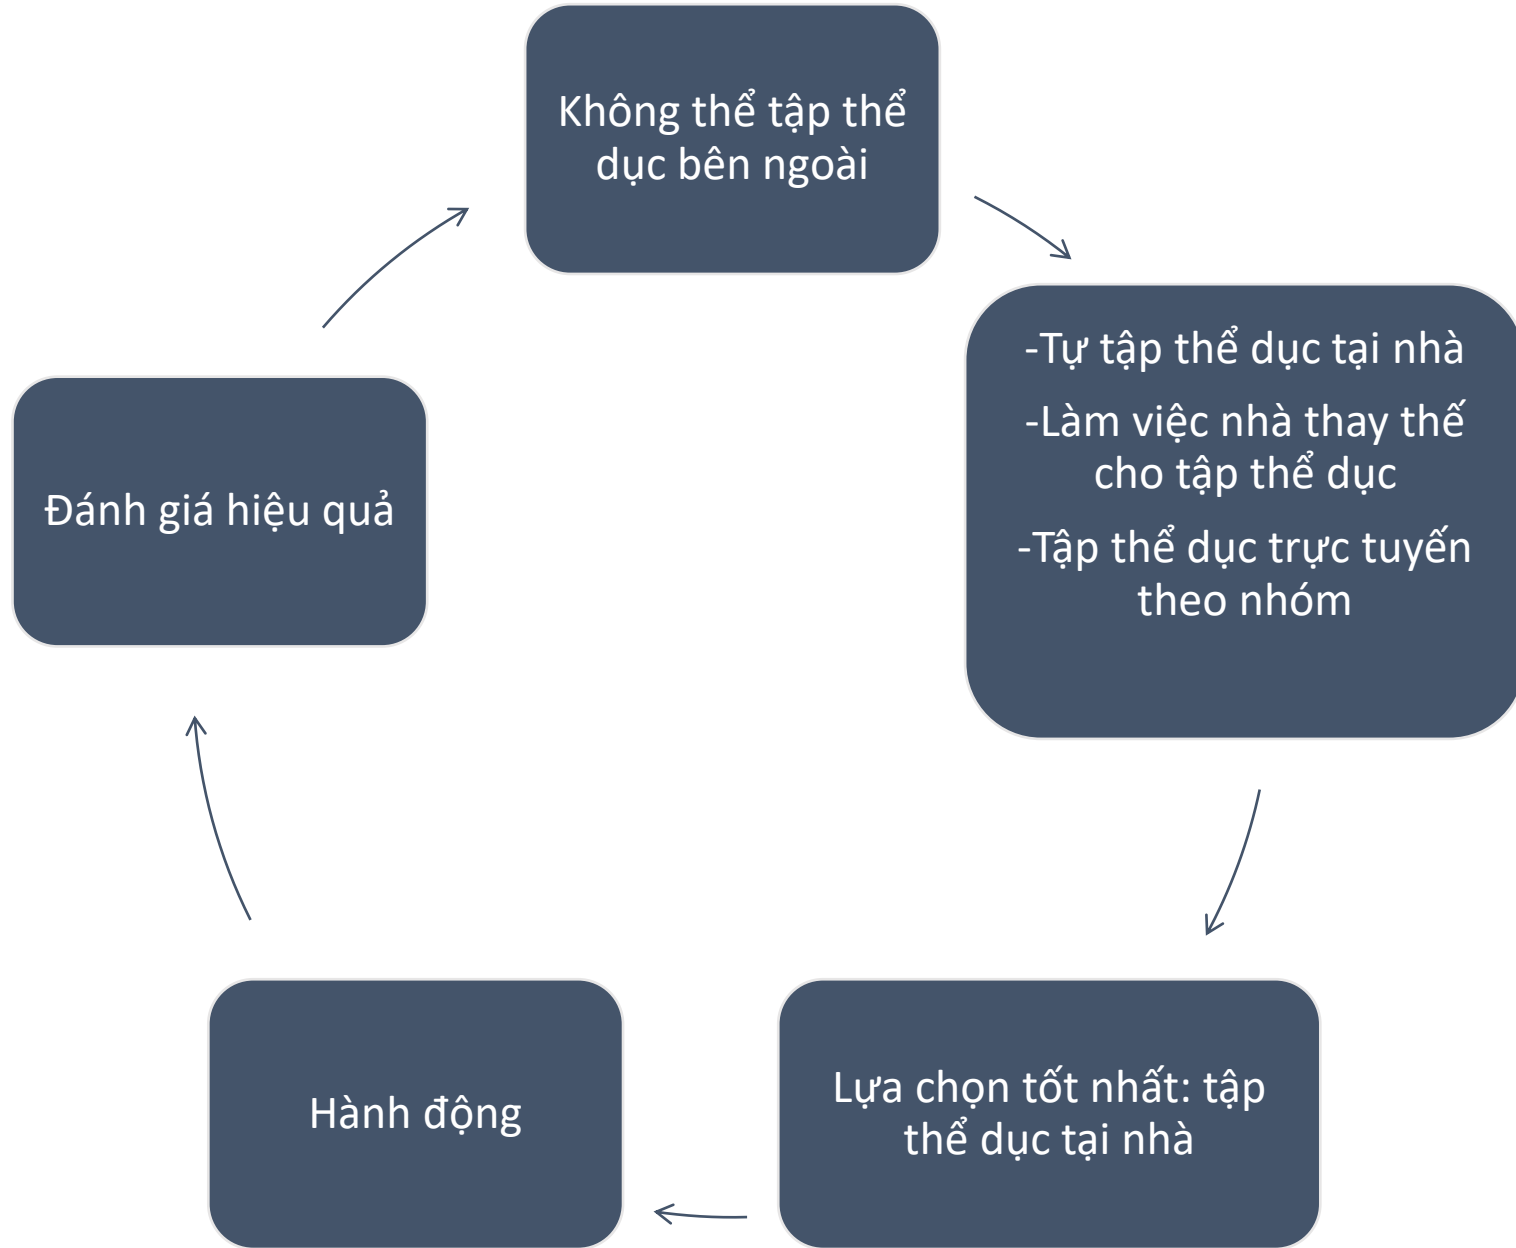 Không thể tập thể
dục bên ngoài
-Tự tập thể dục tại nhà
-Làm việc nhà thay thế
cho tập thể dục
-Tập thể dục trực tuyến
theo nhóm
Lựa chọn tốt nhất: tập
thể dục tại nhà
Hành động
Đánh giá hiệu quả